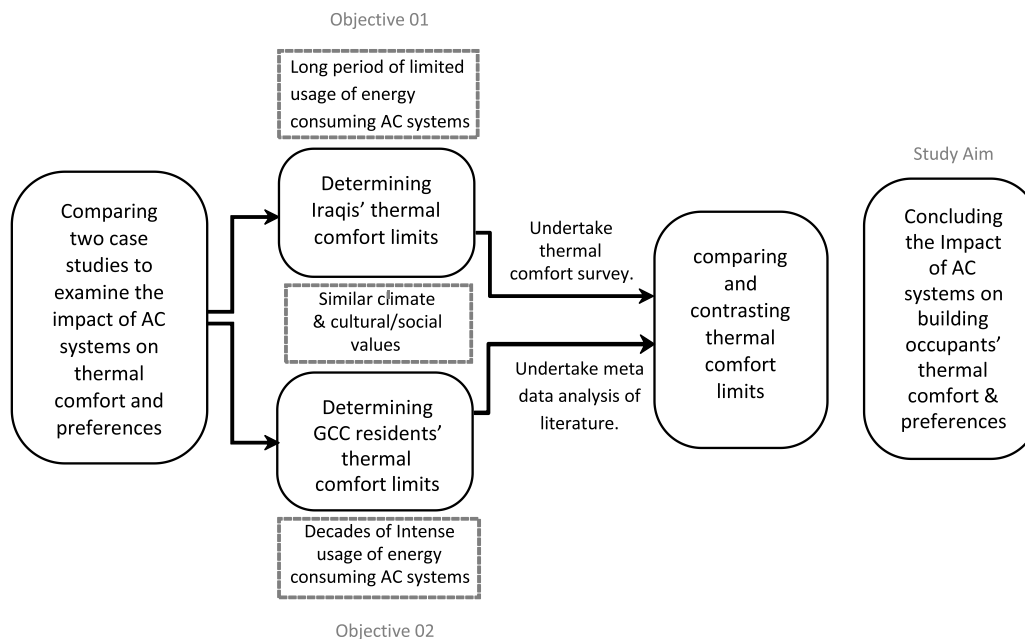 Objective 01
Long period of limited
usage of energy
consuming AC systems
Study Aim
Comparing
two case
studies to
examine the
impact of AC
systems on
thermal
comfort and
preferences
Determining
Iraqis’ thermal
comfort limits
Undertake
thermal
comfort survey.
Similar climate
& cultural/social
values
Undertake meta
data analysis of
literature.
Determining
GCC residents’
thermal
comfort limits
comparing
and
contrasting
thermal
comfort
limits
Concluding
the Impact
of AC
systems on
building
occupants’
thermal
comfort &
preferences
Decades of Intense
usage of energy
consuming AC systems
Objective 02